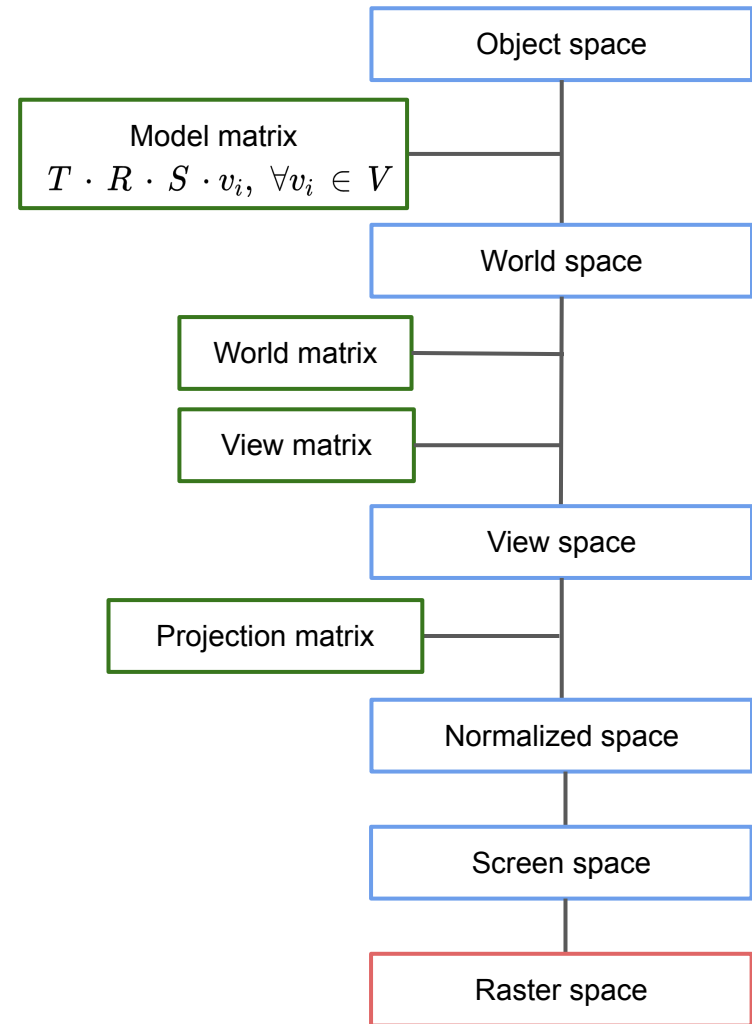 Object space
Model matrix
T · R · S · vᵢ, ∀vᵢ ∈ V
World space
World matrix
View matrix
View space
Projection matrix
Normalized space
Screen space
Raster space